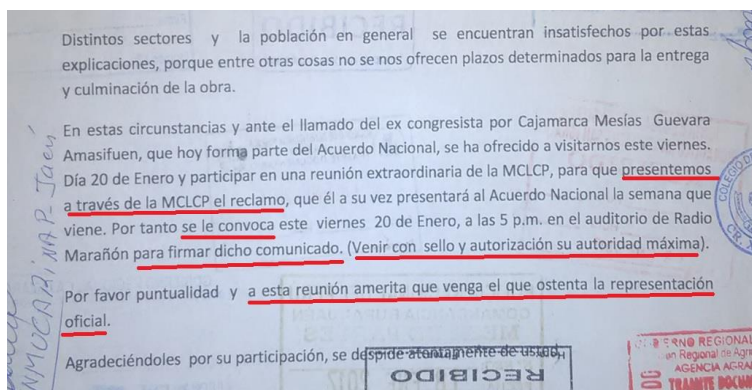 Distintos sectores y la población en general se encuentran insatisfechos por estas
explicaciones, porque entre otras cosas no se nos ofrecen plazos determinados para la entrega
y culminación de la obra.
En estas circunstancias y ante el llamado del ex congresista por Cajamarca Mesías Guevara
Amasifuen, que hoy forma parte del Acuerdo Nacional, se ha ofrecido a visitarnos este viernes.
Día 20 de Enero y participar en una reunión extraordinaria de la MCLCP, para que presentemos
a través de la MCLCP el reclamo, que él a su vez presentará al Acuerdo Nacional la semana que
viene. Por tanto se le convoca este viernes 20 de Enero, a las 5 p.m. en el auditorio de Radio
Marañón para firmar dicho comunicado. (Venir con sello y autorización su autoridad máxima).
Por favor puntualidad y a esta reunión amerita que venga el que ostenta la representación
oficial.
Agradeciéndoles por su participación, se despide atentamente de usted,
RECIBIDO
REGIONAL
AGENCIA AGRA
TRAMITE DOCUM
COLEGIO
Jaén